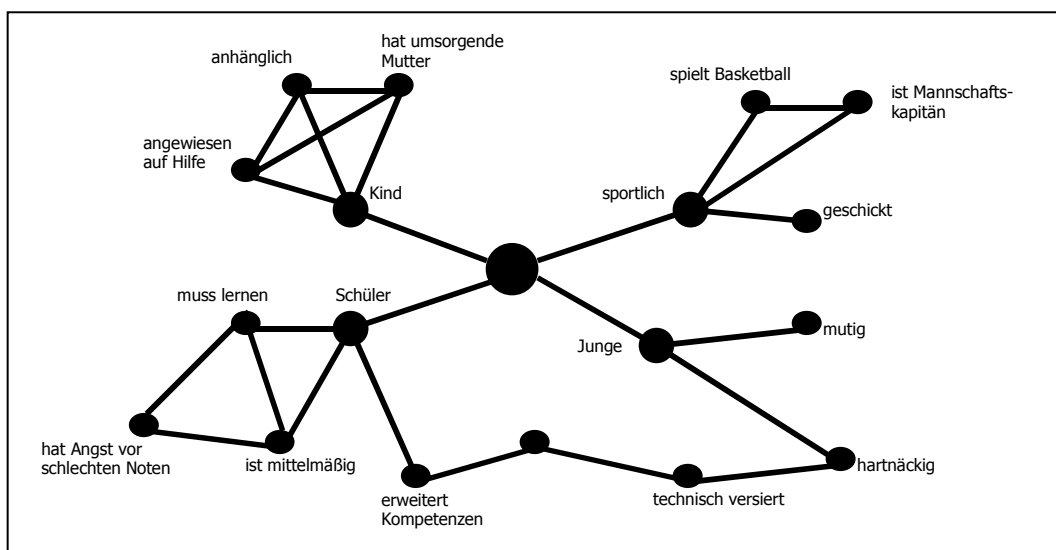 hat umsorgende
Mutter
anhänglich
angewiesen
auf Hilfe
Kind
spielt Basketball
ist Mannschafts-
kapitän
sportlich
geschickt
muss lernen
Schüler
Junge
mutig
hat Angst vor
schlechten Noten
ist mittelmäßig
erweitert
Kompetenzen
technisch versiert
hartnäckig